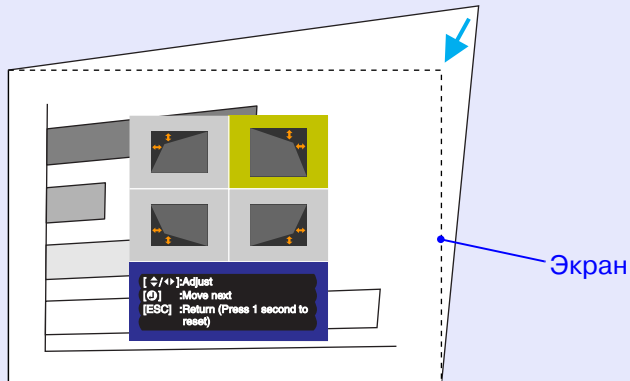 Экран
[ ⬍/⬌ ]:Adjust
[◕] :Move next
[ESC] :Return (Press 1 second to
reset)